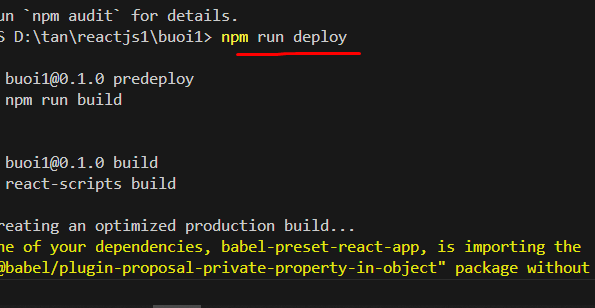 un `npm audit` for details.
S D:\tan\reactjs1\buoi1> npm run deploy
buoi1@0.1.0 predeploy
npm run build
buoi1@0.1.0 build
react-scripts build
reating an optimized production build...
ne of your dependencies, babel-preset-react-app, is importing the
@babel/plugin-proposal-private-property-in-object" package without